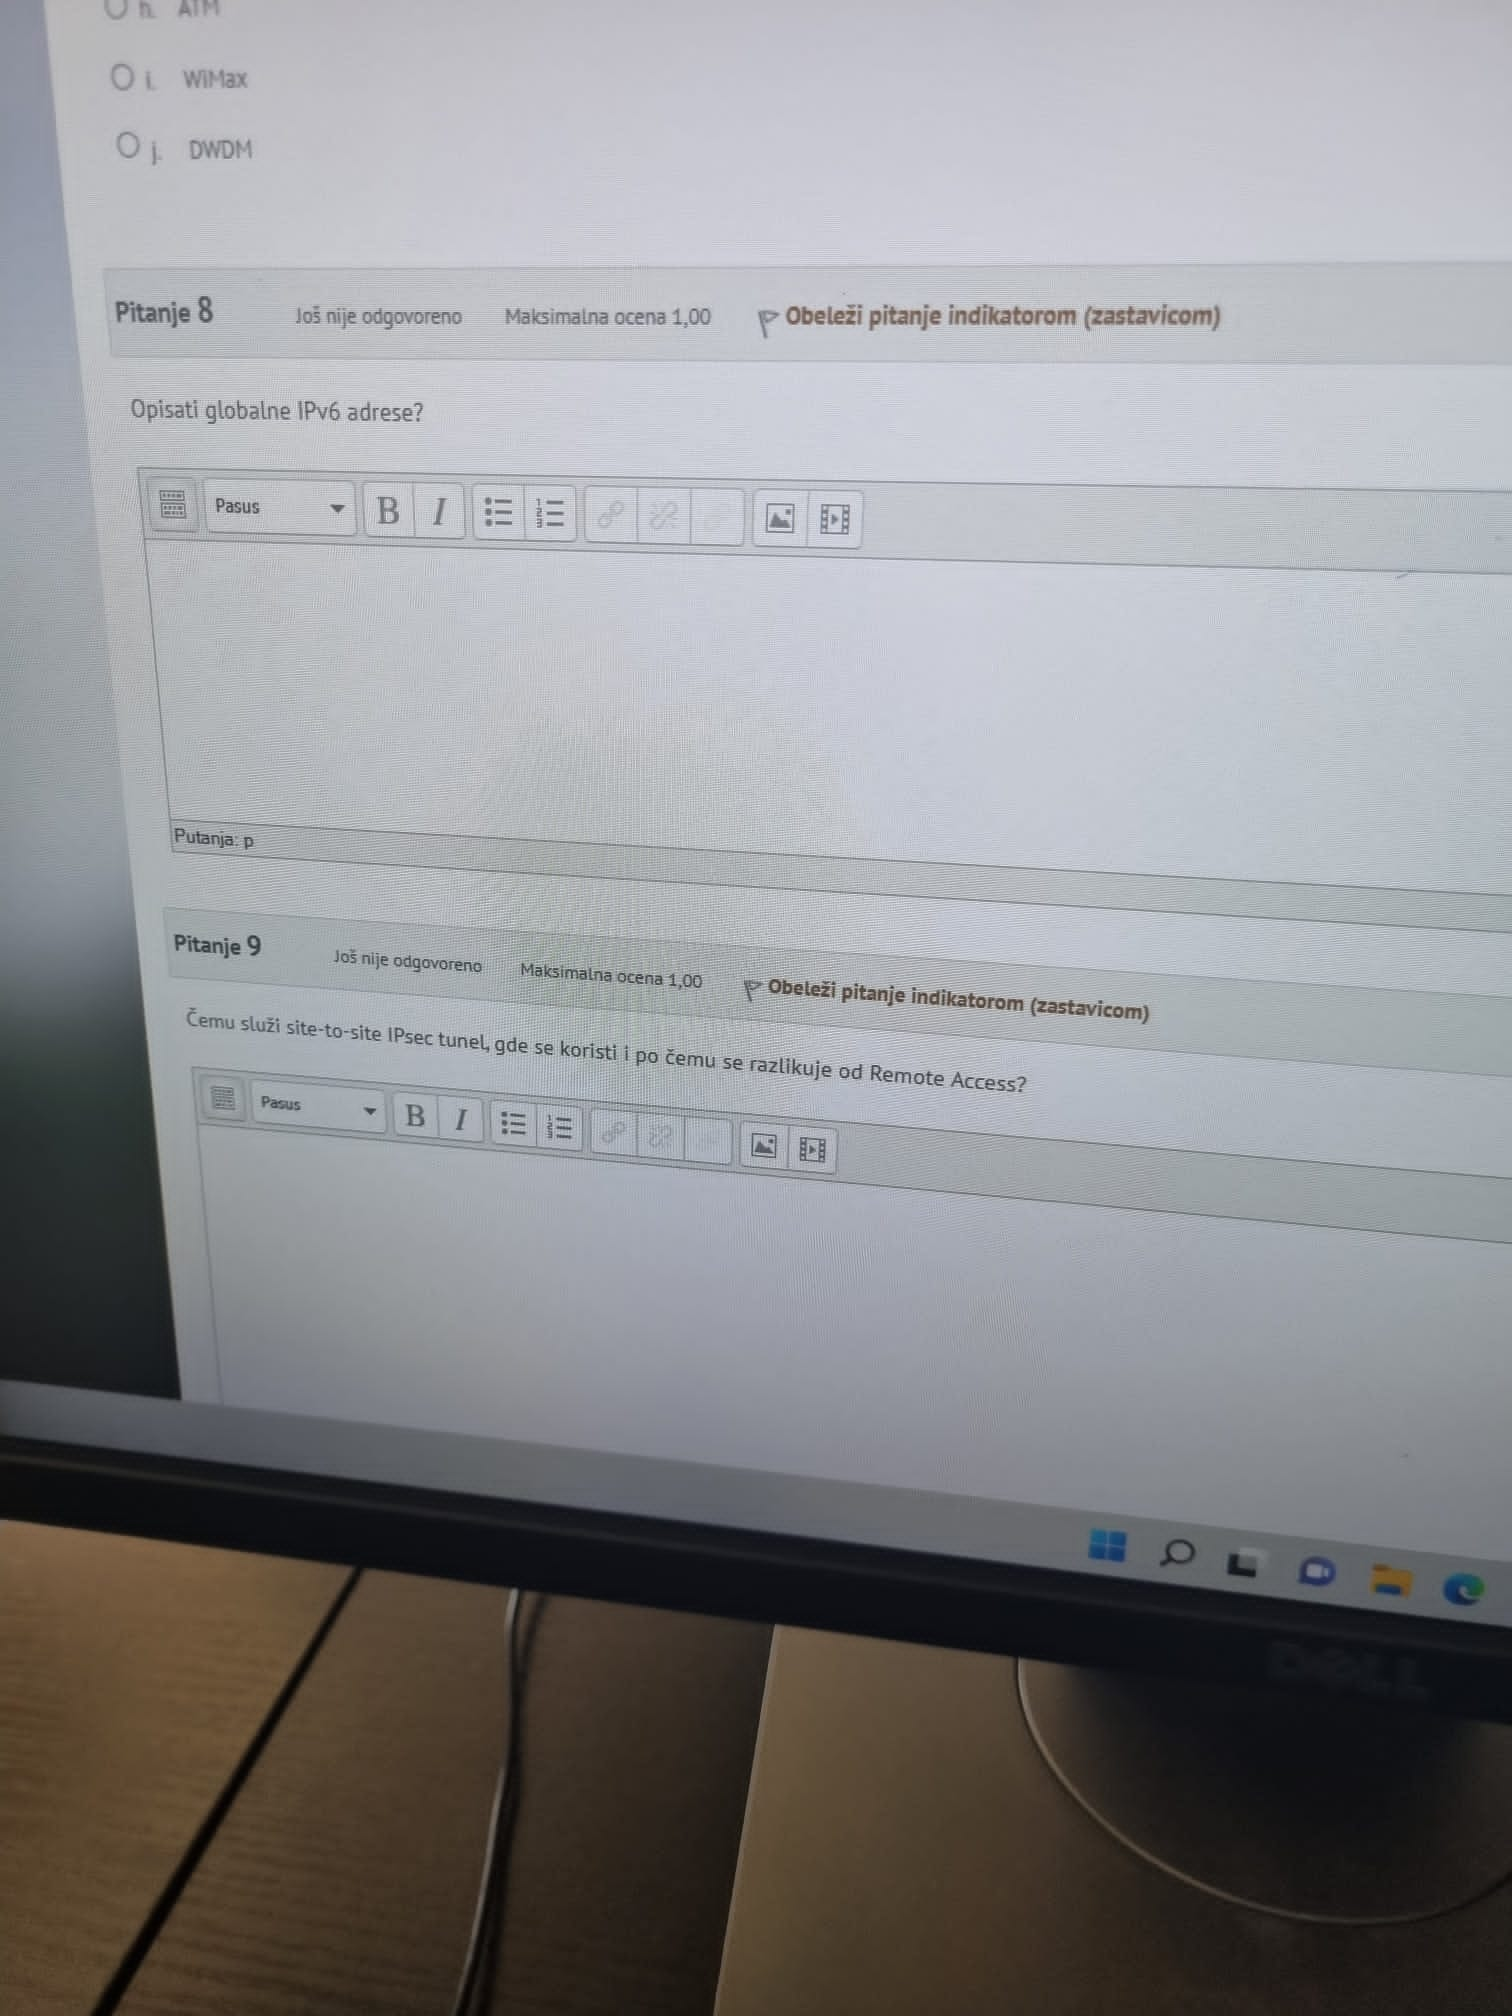 h. ATM
i. WiMax
j. DWDM
Pitanje 8 Još nije odgovoreno Maksimalna ocena 1,00 Obeleži pitanje indikatorom (zastavicom)
Opisati globalne IPv6 adrese?
Pasus B I
Putanja: p
Pitanje 9 Još nije odgovoreno Maksimalna ocena 1,00 Obeleži pitanje indikatorom (zastavicom)
Čemu služi site-to-site IPsec tunel, gde se koristi i po čemu se razlikuje od Remote Access?
Pasus B I
DELL